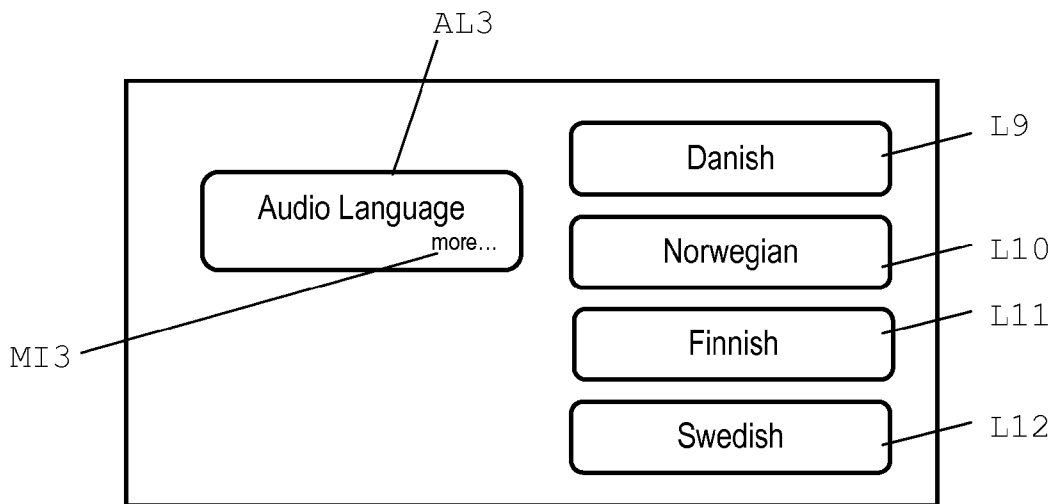 AL3
Danish
L9
Audio Language
more...
Norwegian
L10
Finnish
L11
MI3
Swedish
L12